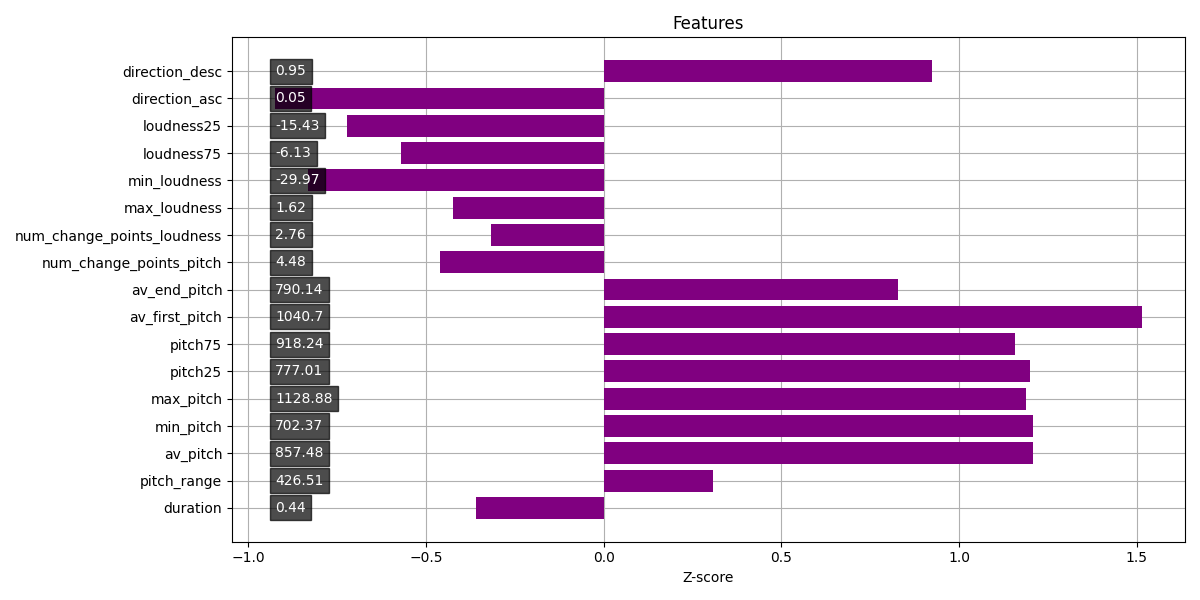 Features
direction_desc 0.95
direction_asc 0.05
loudness25 -15.43
loudness75 -6.13
min_loudness -29.97
max_loudness 1.62
num_change_points_loudness 2.76
num_change_points_pitch 4.48
av_end_pitch 790.14
av_first_pitch 1040.7
pitch75 918.24
pitch25 777.01
max_pitch 1128.88
min_pitch 702.37
av_pitch 857.48
pitch_range 426.51
duration 0.44
−1.0 −0.5 0.0 0.5 1.0 1.5
Z-score